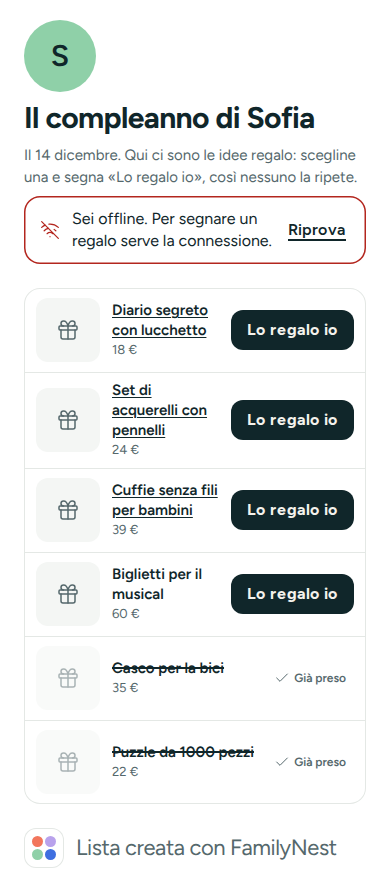 S
Il compleanno di Sofia
Il 14 dicembre. Qui ci sono le idee regalo: scegline
una e segna «Lo regalo io», così nessuno la ripete.
Sei offline. Per segnare un
regalo serve la connessione.
Riprova
Diario segreto
con lucchetto
18 €
Lo regalo io
Set di
acquerelli con
pennelli
24 €
Lo regalo io
Cuffie senza fili
per bambini
39 €
Lo regalo io
Biglietti per il
musical
60 €
Lo regalo io
Casco per la bici
35 €
Già preso
Puzzle da 1000 pezzi
22 €
Già preso
Lista creata con FamilyNest